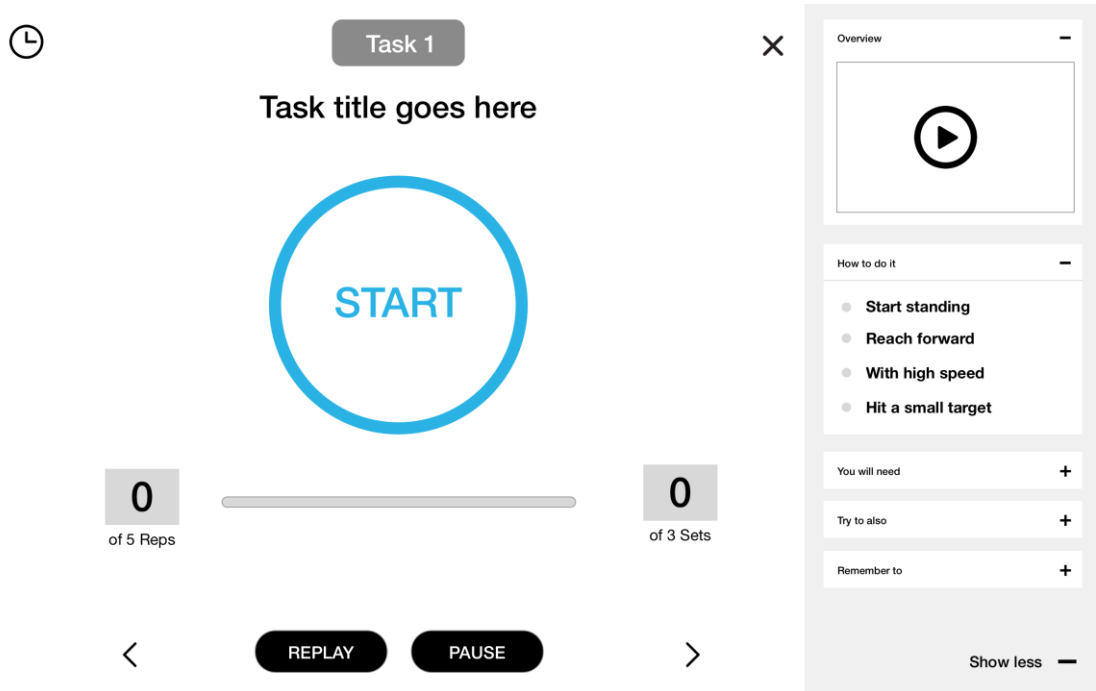 Task 1
Task title goes here
START
0
of 5 Reps
0
of 3 Sets
REPLAY
PAUSE
Overview
How to do it
Start standing
Reach forward
With high speed
Hit a small target
You will need
Try to also
Remember to
Show less